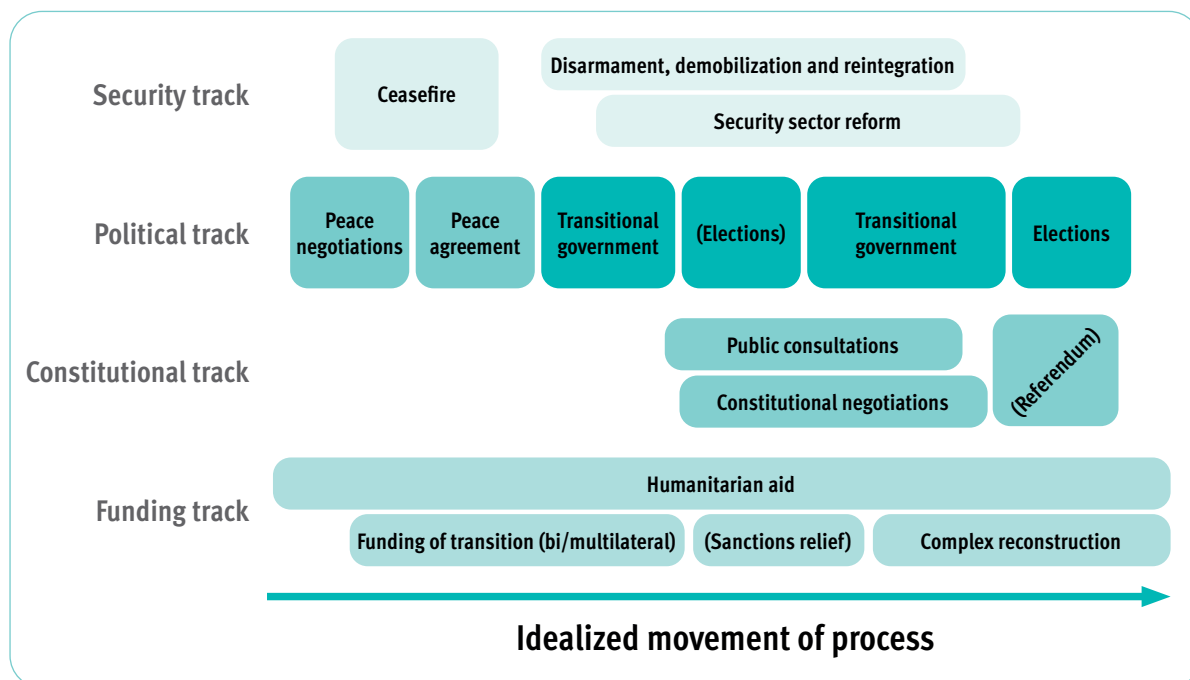 Security track
Ceasefire
Disarmament, demobilization and reintegration
Security sector reform
Political track
Peace
negotiations
Peace
agreement
Transitional
government
(Elections)
Transitional
government
Elections
Constitutional track
Public consultations
Constitutional negotiations
(Referendum)
Funding track
Humanitarian aid
Funding of transition (bi/multilateral)
(Sanctions relief)
Complex reconstruction
Idealized movement of process